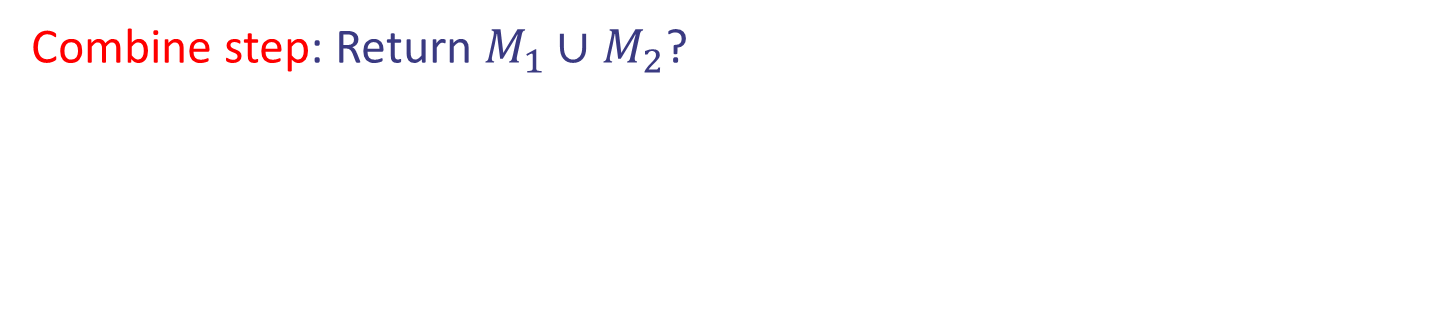 Combine step: Return 𝑀₁ ∪ 𝑀₂?